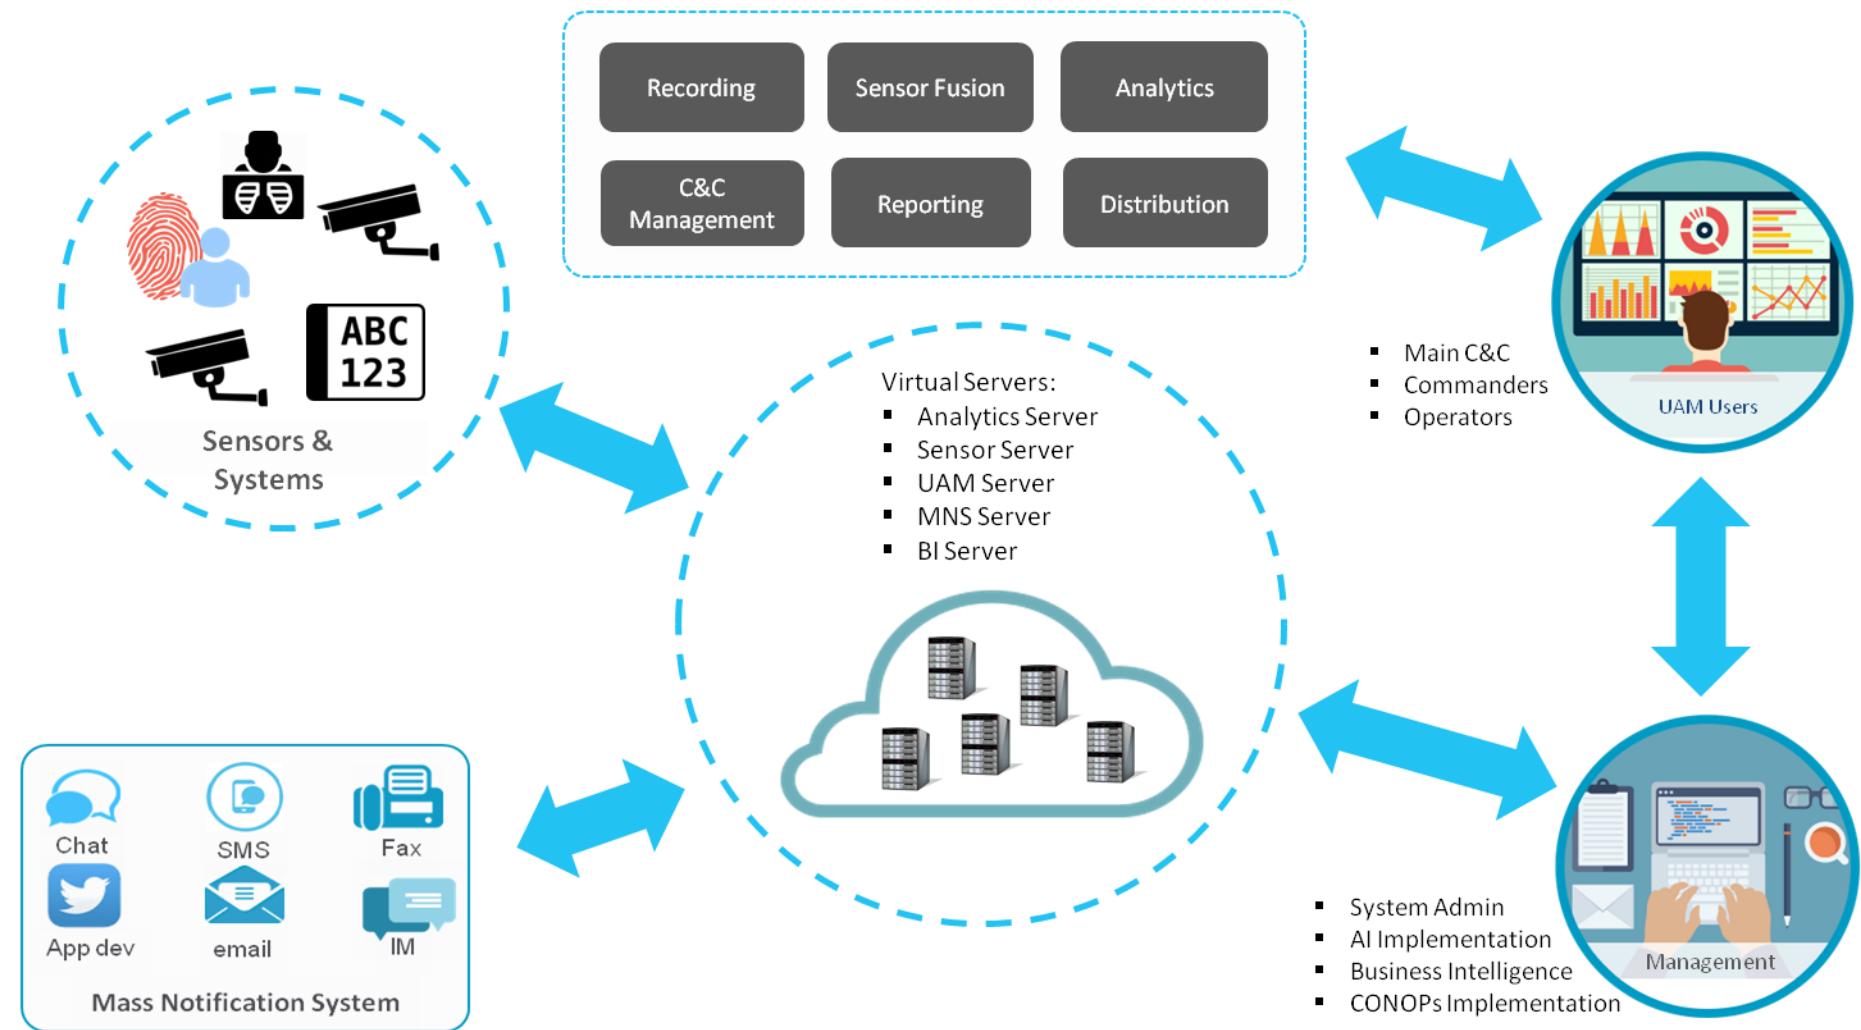 Recording
Sensor Fusion
Analytics
C&C
Management
Reporting
Distribution
ABC
123
Sensors &
Systems
Virtual Servers:
▪ Analytics Server
▪ Sensor Server
▪ UAM Server
▪ MNS Server
▪ BI Server
▪ Main C&C
▪ Commanders
▪ Operators
UAM Users
Chat
SMS
Fax
App dev
email
IM
Mass Notification System
▪ System Admin
▪ AI Implementation
▪ Business Intelligence
▪ CONOPs Implementation
Management